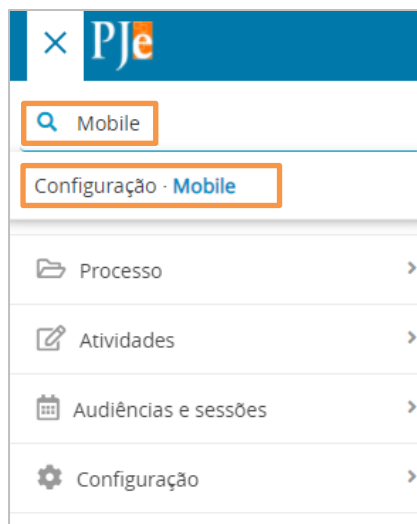 PJe
Mobile
Configuração · Mobile
Processo
Atividades
Audiências e sessões
Configuração